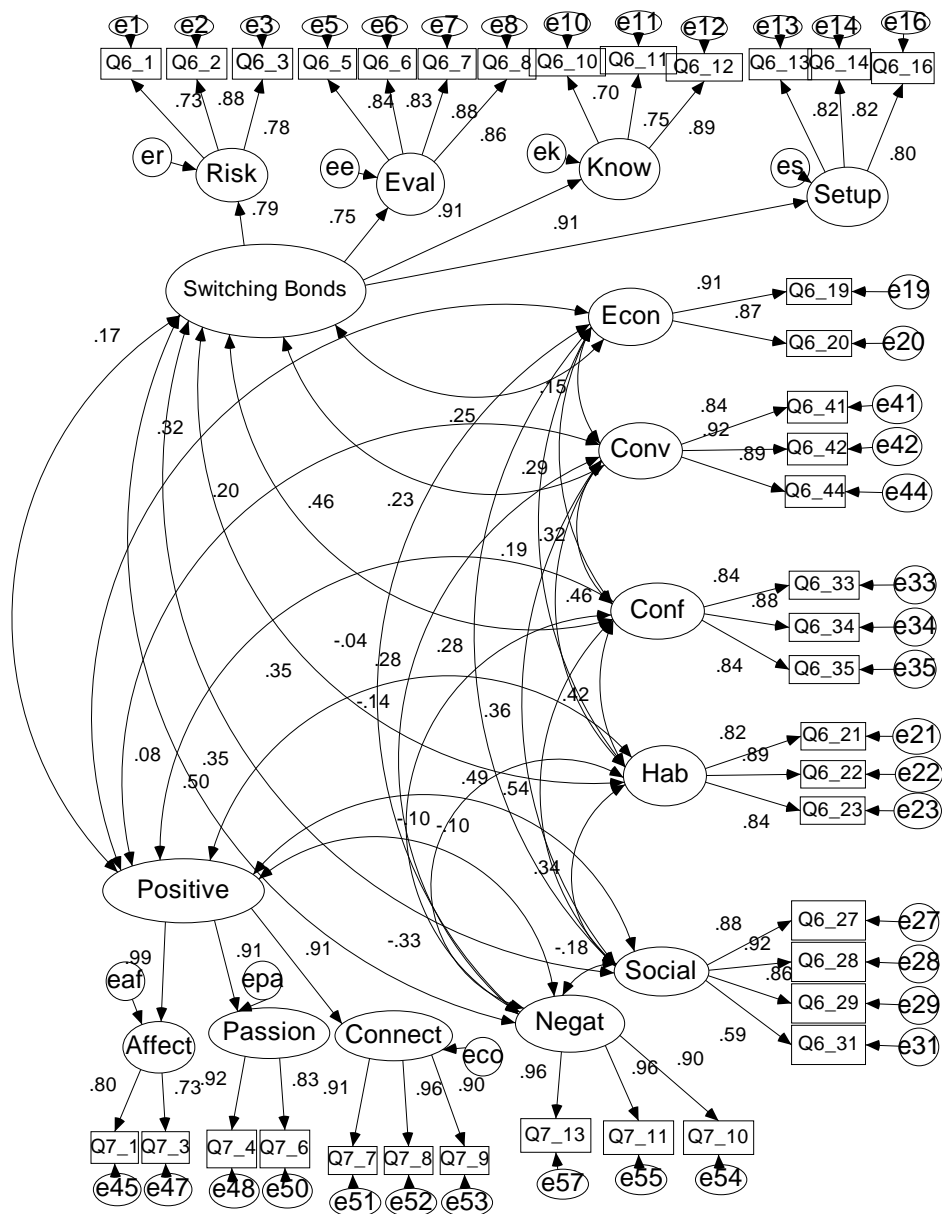 e1 e2 e3 e5 e6 e7 e8 e10 e11 e12 e13 e14 e16
Q6_1 Q6_2 Q6_3 Q6_5 Q6_6 Q6_7 Q6_8 Q6_10 Q6_11 Q6_12 Q6_13 Q6_14 Q6_16
.73 .88 .78 .84 .83 .88 .86 .70 .75 .89 .82 .82 .80
er Risk ee Eval ek Know es Setup
.79 .75 .91 .91
Switching Bonds
Econ .91 Q6_19 e19
.87 Q6_20 e20
.17 .32 .25 .15
Conv .84 Q6_41 e41
.92 Q6_42 e42
.89 Q6_44 e44
.20 .46 .23 .29
.19 .32
Conf .84 Q6_33 e33
.88 Q6_34 e34
.84 Q6_35 e35
.46
.35 -.04 .28 .28 .42
-.14 .36
Hab .82 Q6_21 e21
.89 Q6_22 e22
.84 Q6_23 e23
.08 .35 .50 .49 .54
-.10 -.10 .34
Positive
-.33 -.18
Social .88 Q6_27 e27
.92 Q6_28 e28
.86 Q6_29 e29
.59 Q6_31 e31
.99 .91 .91
eaf epa eco
Affect Passion Connect Negat
.80 .73 .92 .83 .91 .96 .90 .96 .96 .90
Q7_1 Q7_3 Q7_4 Q7_6 Q7_7 Q7_8 Q7_9 Q7_13 Q7_11 Q7_10
e45 e47 e48 e50 e51 e52 e53 e57 e55 e54